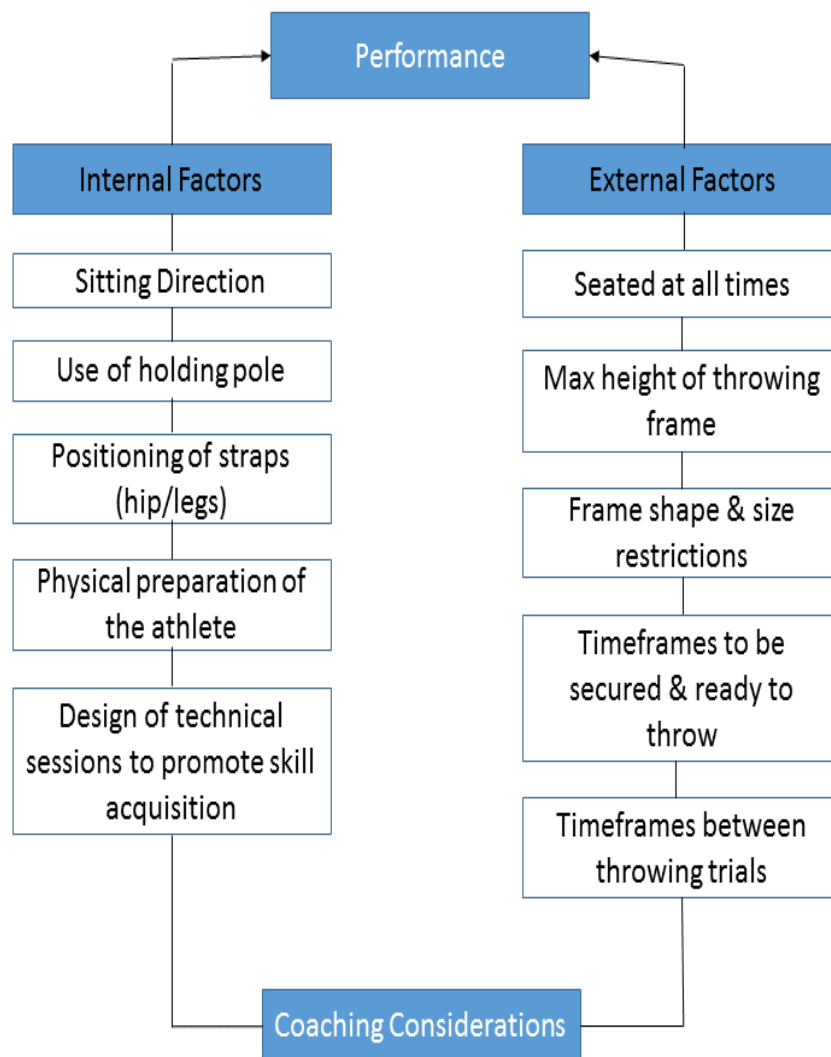 Performance
Internal Factors
Sitting Direction
Use of holding pole
Positioning of straps
(hip/legs)
Physical preparation of
the athlete
Design of technical
sessions to promote skill
acquisition
External Factors
Seated at all times
Max height of throwing
frame
Frame shape & size
restrictions
Timeframes to be
secured & ready to
throw
Timeframes between
throwing trials
Coaching Considerations